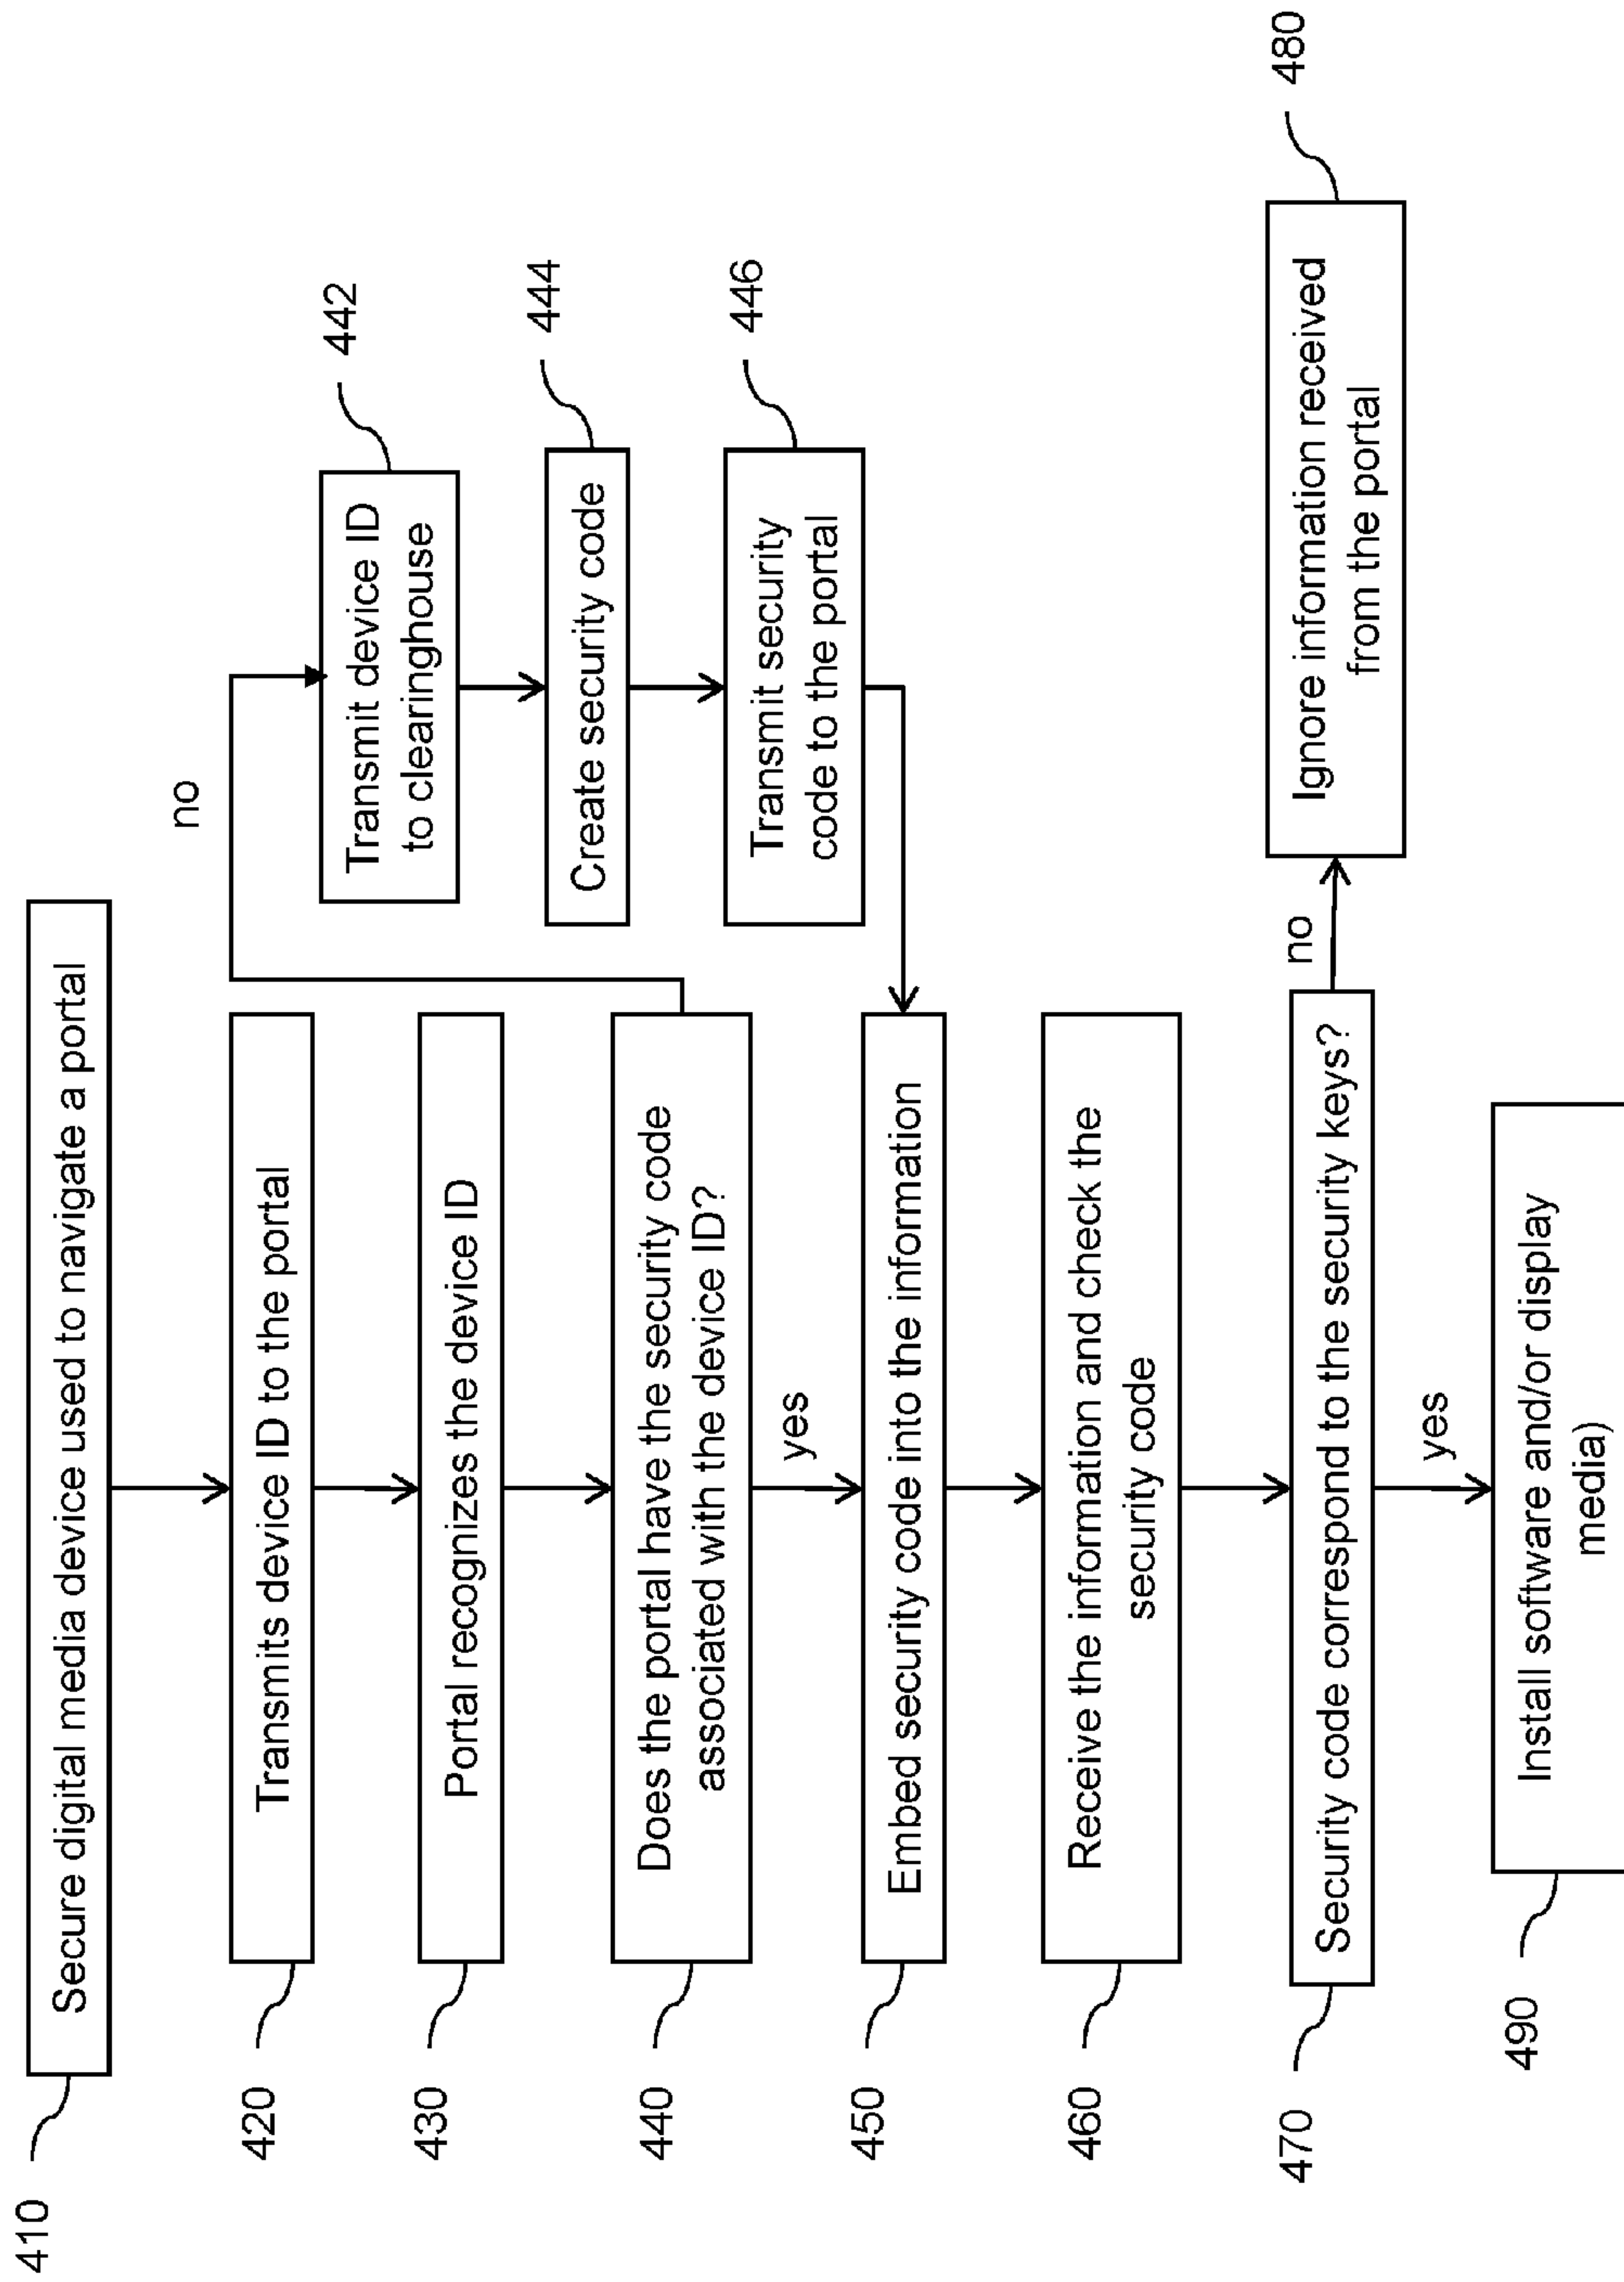 410
Secure digital media device used to navigate a portal
420
Transmits device ID to the portal
430
Portal recognizes the device ID
440
Does the portal have the security code
associated with the device ID?
no
442
Transmit device ID
to clearinghouse
444
Create security code
446
Transmit security
code to the portal
yes
450
Embed security code into the information
460
Receive the information and check the
security code
470
Security code correspond to the security keys?
no
480
Ignore information received
from the portal
yes
490
Install software and/or display
media)